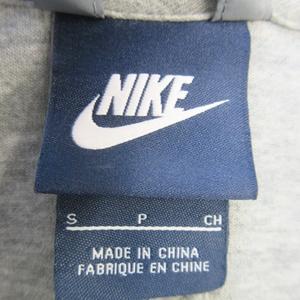 NIKE
S P CH
MADE IN CHINA
FABRIQUE EN CHINE